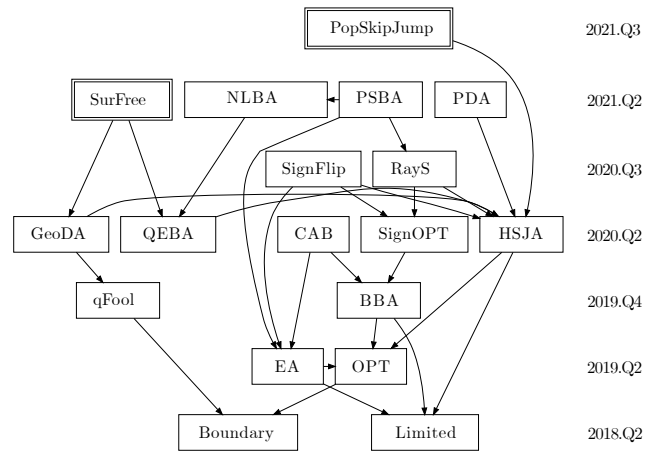 PopSkipJump 2021.Q3
SurFree NLBA PSBA PDA 2021.Q2
SignFlip RayS 2020.Q3
GeoDA QEBA CAB SignOPT HSJA 2020.Q2
qFool BBA 2019.Q4
EA OPT 2019.Q2
Boundary Limited 2018.Q2